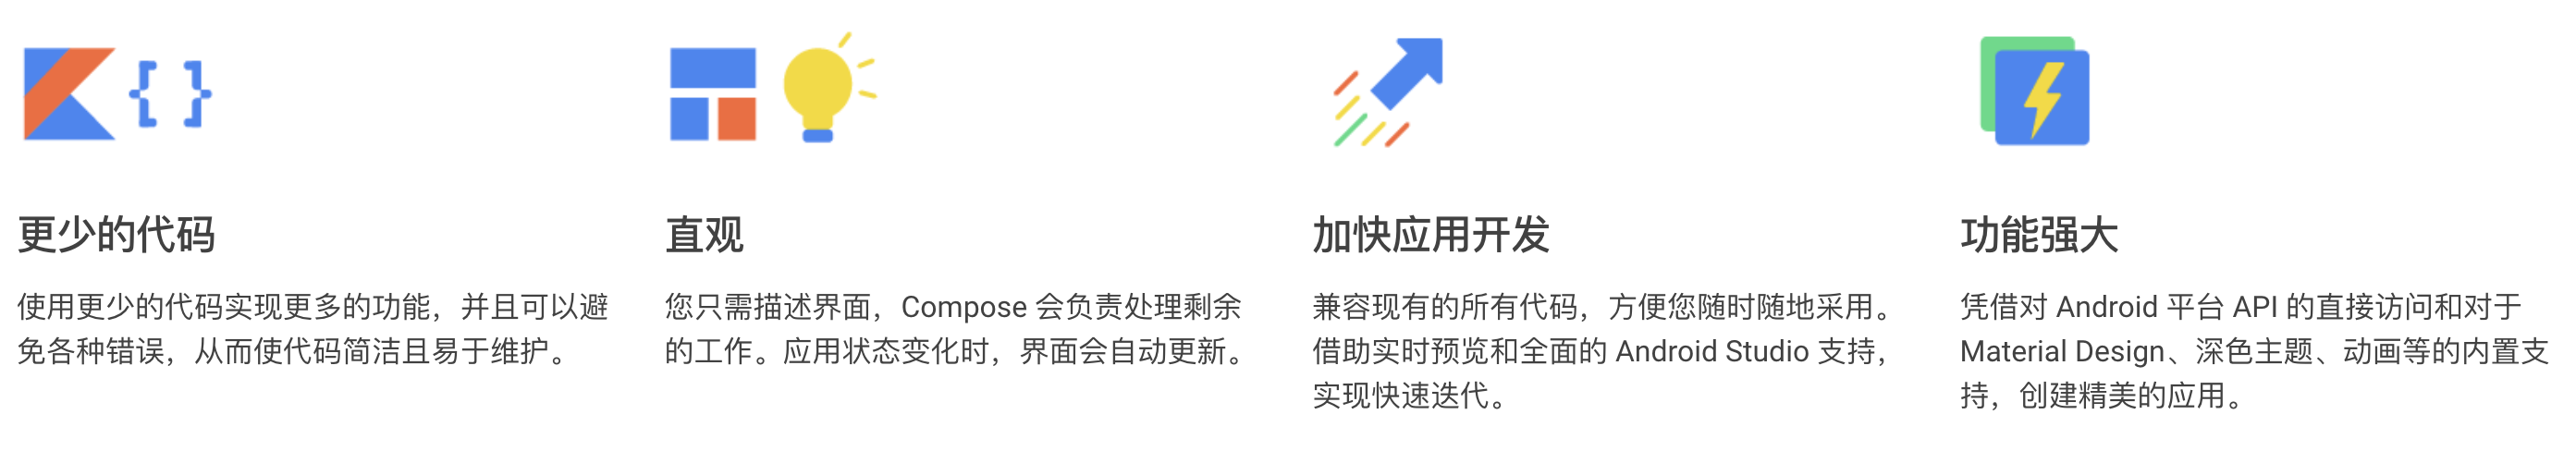 更少的代码
使用更少的代码实现更多的功能，并且可以避
免各种错误，从而使代码简洁且易于维护。
直观
您只需描述界面，Compose 会负责处理剩余
的工作。应用状态变化时，界面会自动更新。
加快应用开发
兼容现有的所有代码，方便您随时随地采用。
借助实时预览和全面的 Android Studio 支持，
实现快速迭代。
功能强大
凭借对 Android 平台 API 的直接访问和对于
Material Design、深色主题、动画等的内置支
持，创建精美的应用。